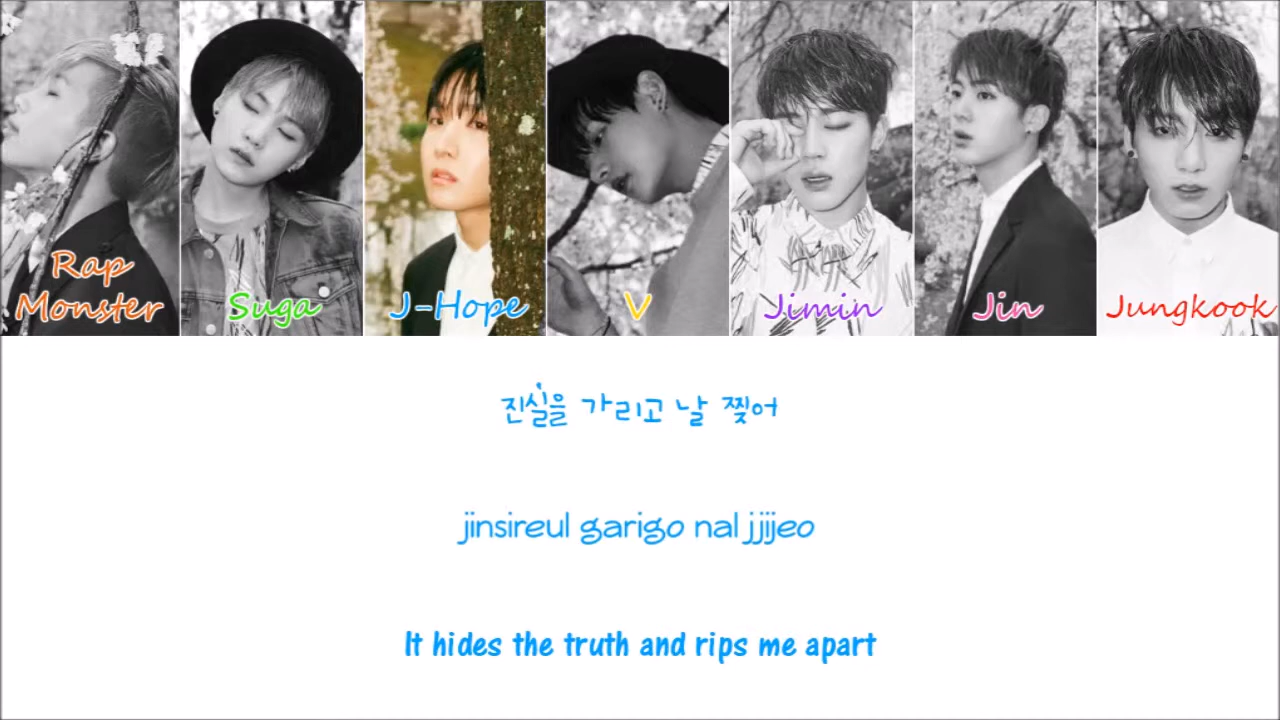 Rap
Monster
Suga
J-Hope
V
Jimin
Jin
Jungkook
진실을 가리고 날 찢어
jinsireul garigo nal jjijeo
It hides the truth and rips me apart